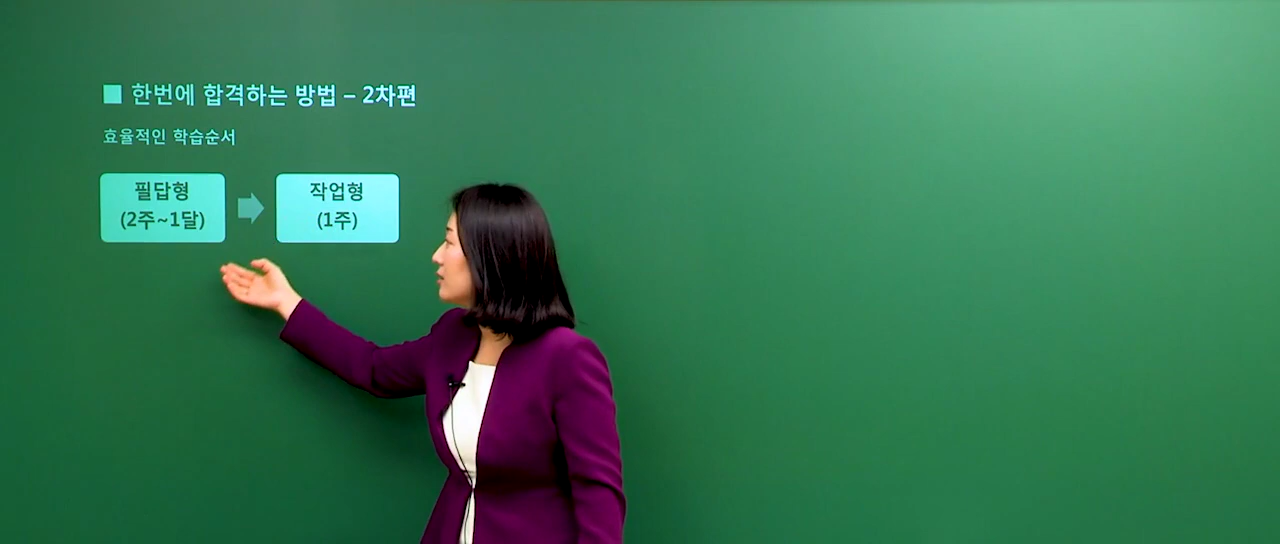 ■ 한번에 합격하는 방법 – 2차편
효율적인 학습순서
필답형
(2주~1달)
작업형
(1주)